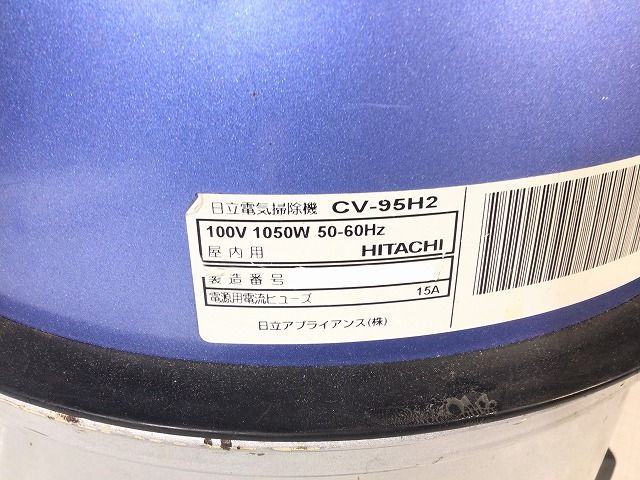 日立電気掃除機 CV-95H2
100V 1050W 50-60Hz
屋内用 HITACHI
製造番号
電源用電流ヒューズ 15A
日立アプライアンス(株)